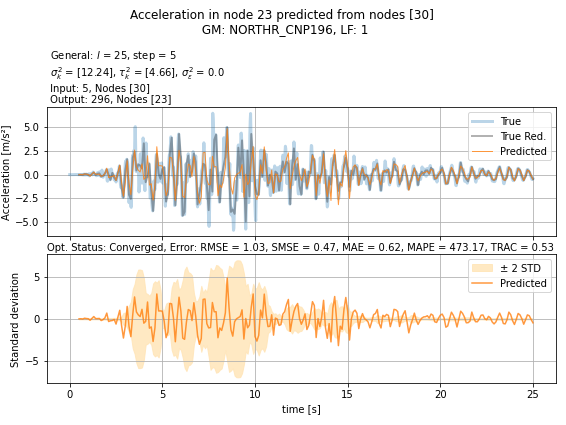 Acceleration in node 23 predicted from nodes [30]
GM: NORTHR_CNP196, LF: 1
General: l = 25, step = 5
σ²ₖ = [12.24], τ²ₖ = [4.66], σ²ε = 0.0
Input: 5, Nodes [30]
Output: 296, Nodes [23]
Acceleration [m/s²]
5.0
2.5
0.0
−2.5
−5.0
True
True Red.
Predicted
Opt. Status: Converged, Error: RMSE = 1.03, SMSE = 0.47, MAE = 0.62, MAPE = 473.17, TRAC = 0.53
Standard deviation
5
0
−5
± 2 STD
Predicted
0
5
10
15
20
25
time [s]